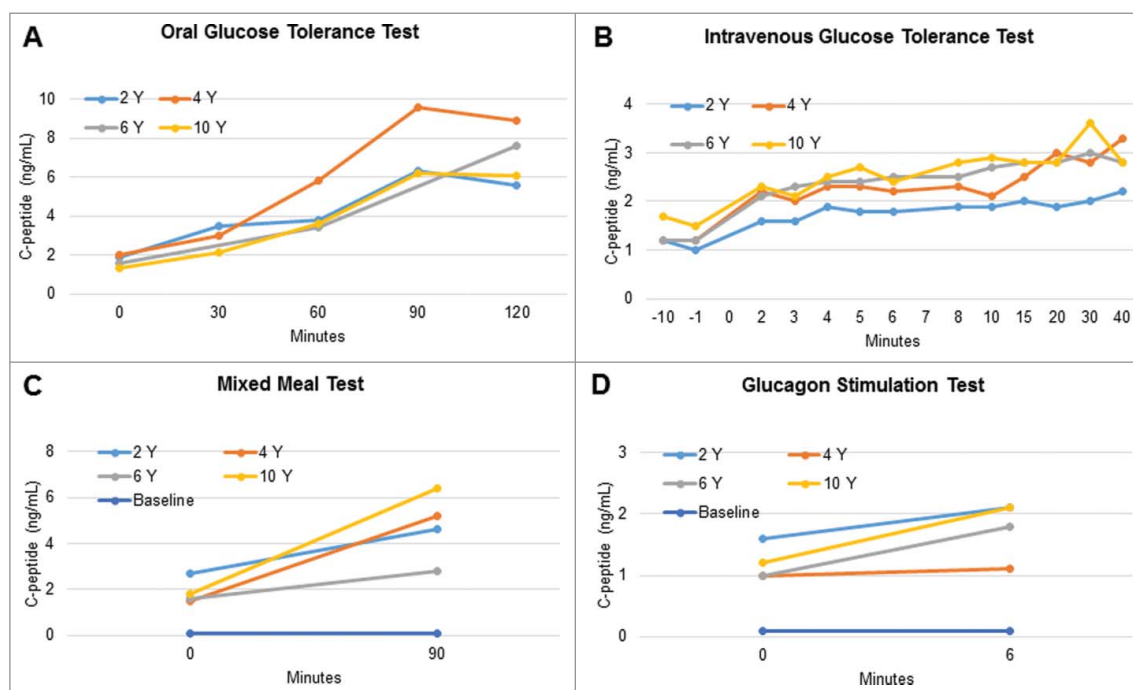 A
Oral Glucose Tolerance Test
2 Y
4 Y
6 Y
10 Y
C-peptide (ng/mL)
10
8
6
4
2
0
0 30 60 90 120
Minutes
B
Intravenous Glucose Tolerance Test
2 Y
4 Y
6 Y
10 Y
C-peptide (ng/mL)
4
3
2
1
0
-10 -1 0 2 3 4 5 6 7 8 10 15 20 30 40
Minutes
C
Mixed Meal Test
2 Y
4 Y
6 Y
10 Y
Baseline
C-peptide (ng/mL)
8
6
4
2
0
0 90
Minutes
D
Glucagon Stimulation Test
2 Y
4 Y
6 Y
10 Y
Baseline
C-peptide (ng/mL)
3
2
1
0
0 6
Minutes